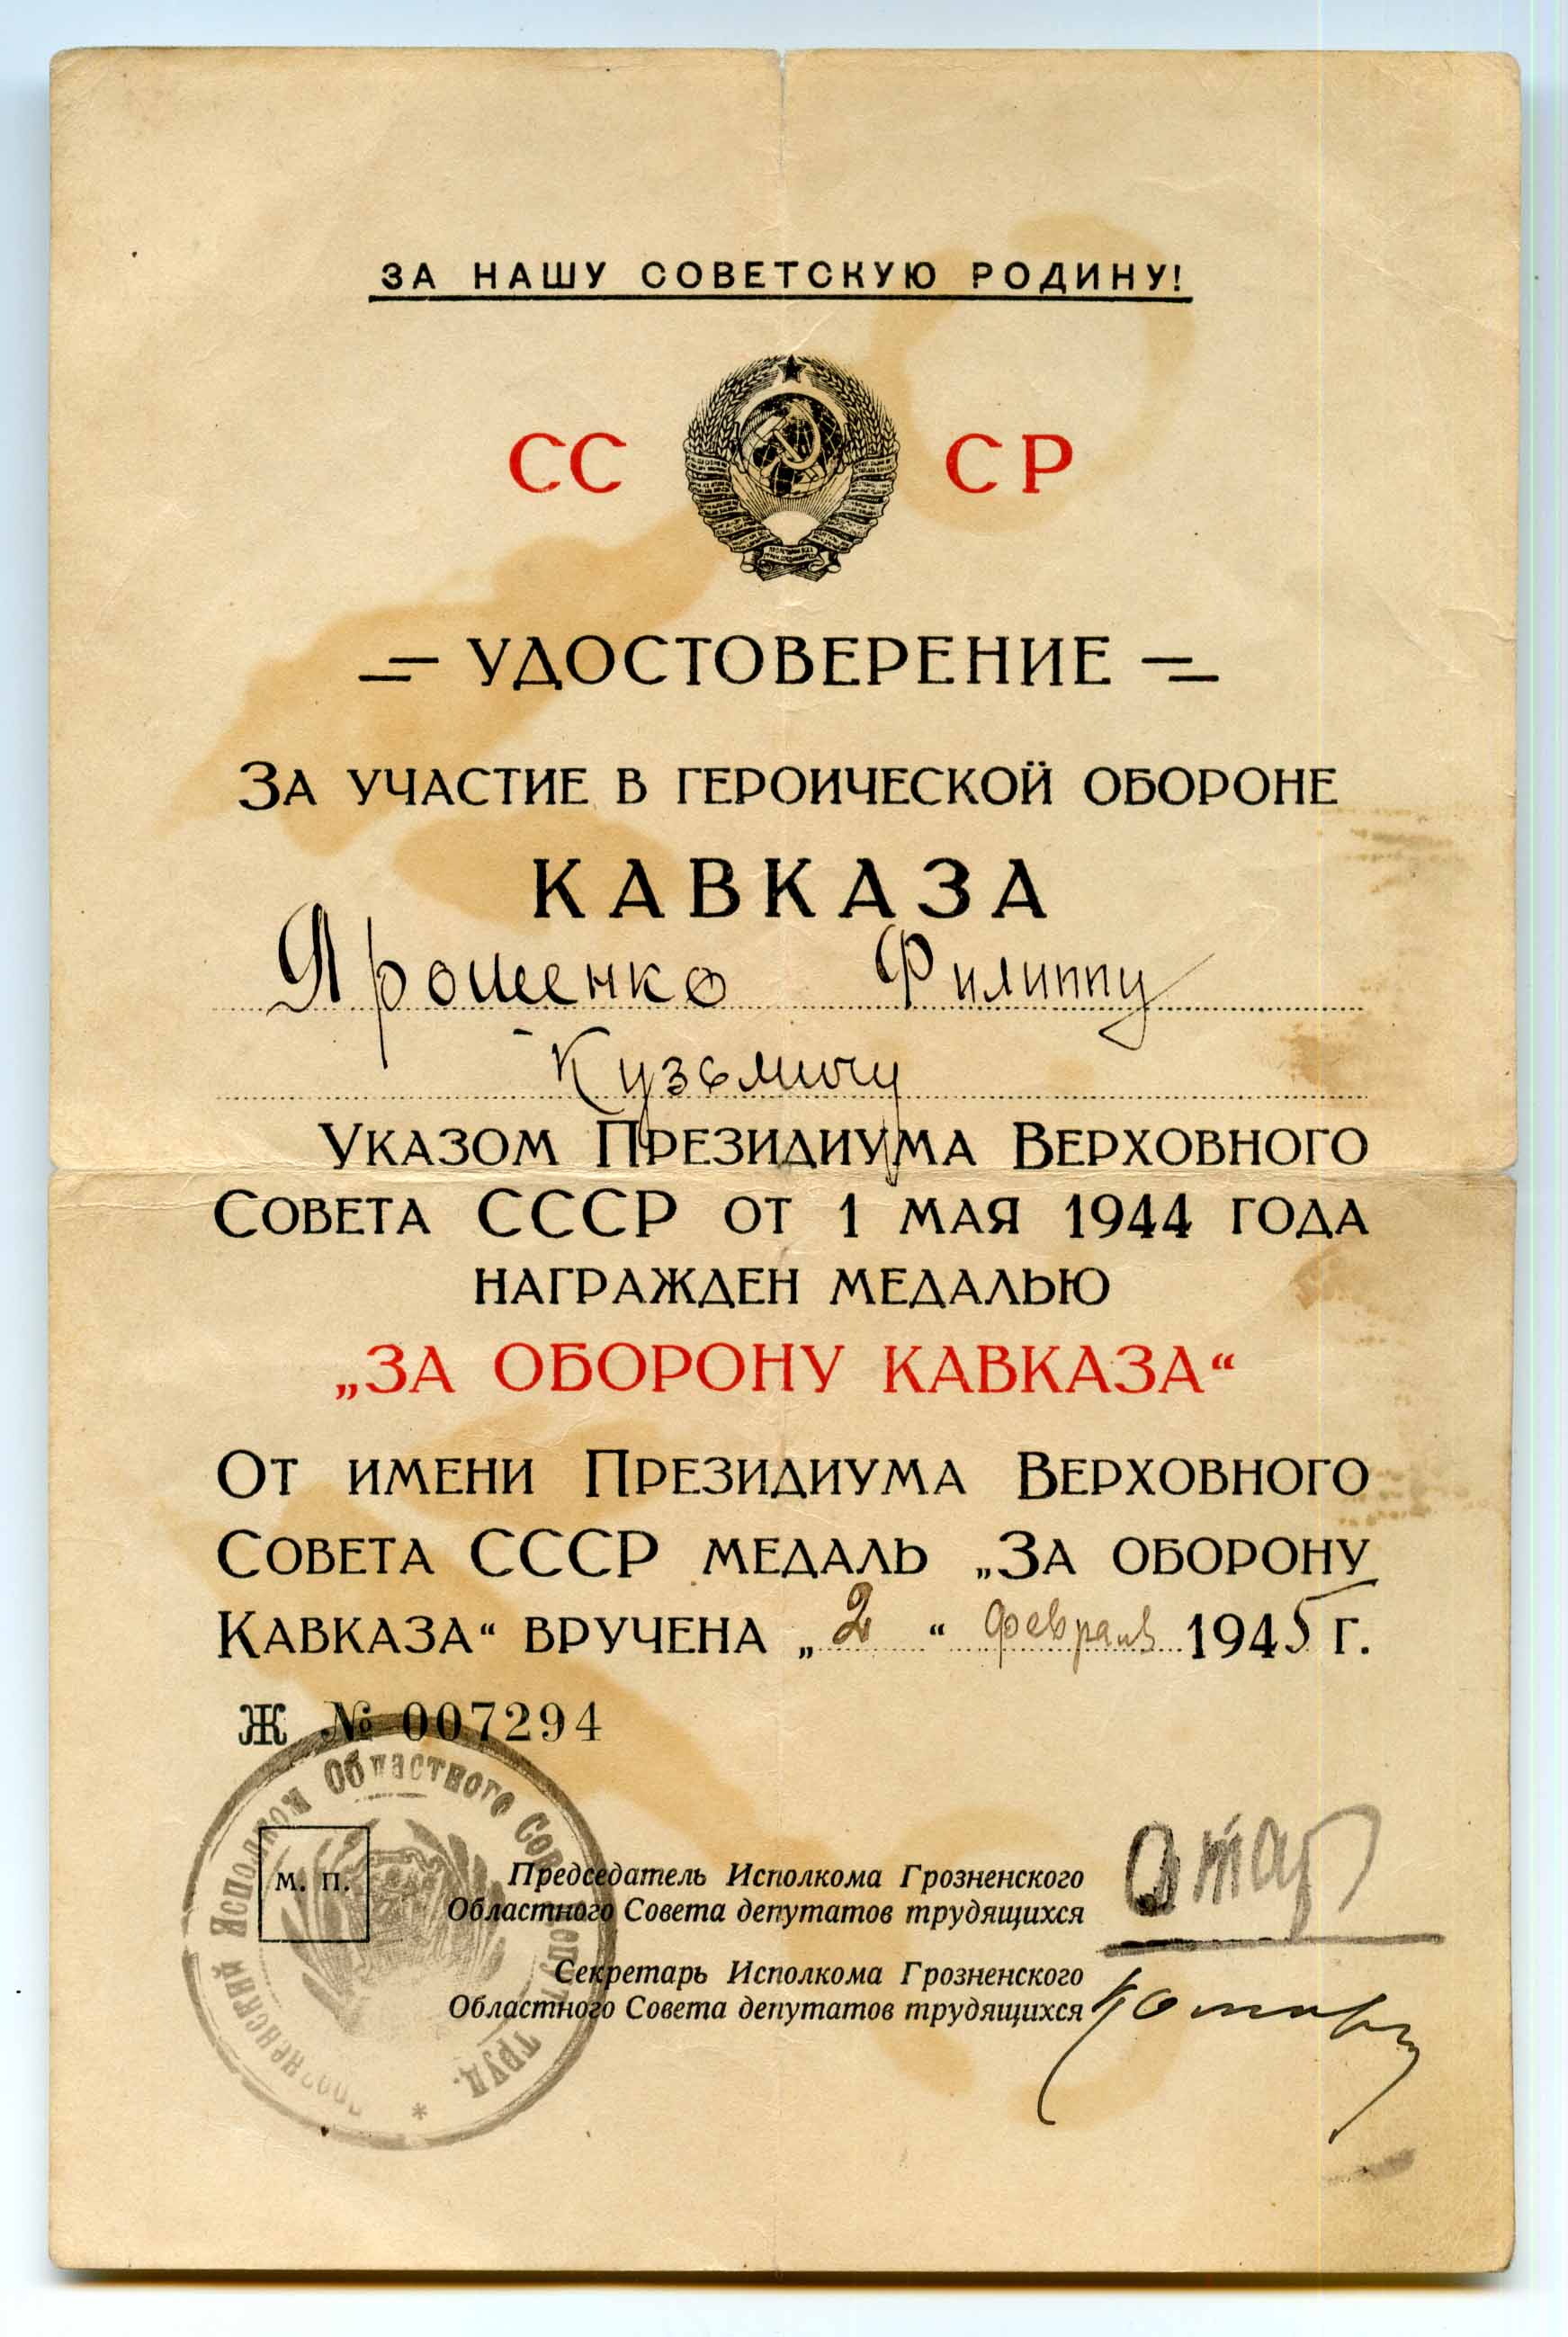 ЗА НАШУ СОВЕТСКУЮ РОДИНУ!
СС СР
УДОСТОВЕРЕНИЕ
ЗА УЧАСТИЕ В ГЕРОИЧЕСКОЙ ОБОРОНЕ
КАВКАЗА
Ярошенко Филиппу
Кузьмичу
УКАЗОМ ПРЕЗИДИУМА ВЕРХОВНОГО
СОВЕТА СССР ОТ 1 МАЯ 1944 ГОДА
НАГРАЖДЕН МЕДАЛЬЮ
„ЗА ОБОРОНУ КАВКАЗА“
ОТ ИМЕНИ ПРЕЗИДИУМА ВЕРХОВНОГО
СОВЕТА СССР МЕДАЛЬ „ЗА ОБОРОНУ
КАВКАЗА“ ВРУЧЕНА „2“ февраля 1945 Г.
Ж № 007294
Исполком Областного
ТРУД.
М. П.
Председатель Исполкома Грозненского
Областного Совета депутатов трудящихся
Секретарь Исполкома Грозненского
Областного Совета депутатов трудящихся